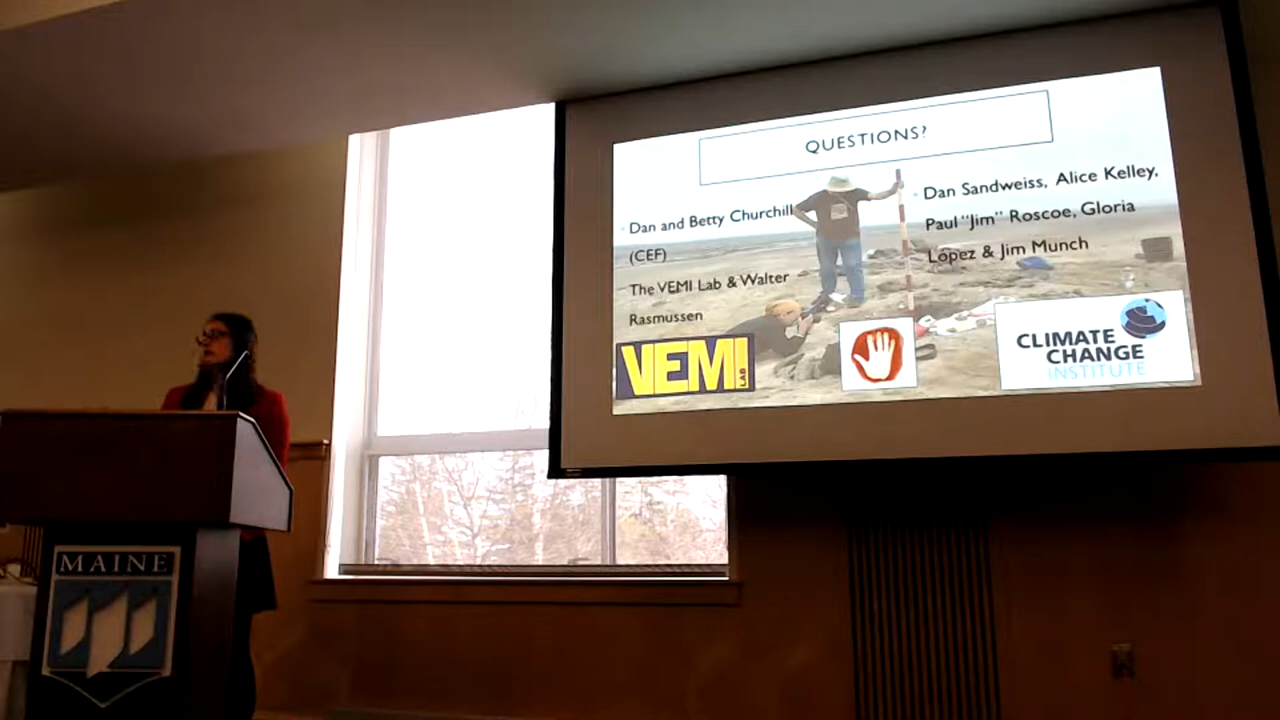 QUESTIONS?
Dan and Betty Churchill
(CEF)
The VEMI Lab & Walter
Rasmussen
Dan Sandweiss, Alice Kelley,
Paul "Jim" Roscoe, Gloria
López & Jim Munch
VEMI LAB
CLIMATE
CHANGE
INSTITUTE
MAINE